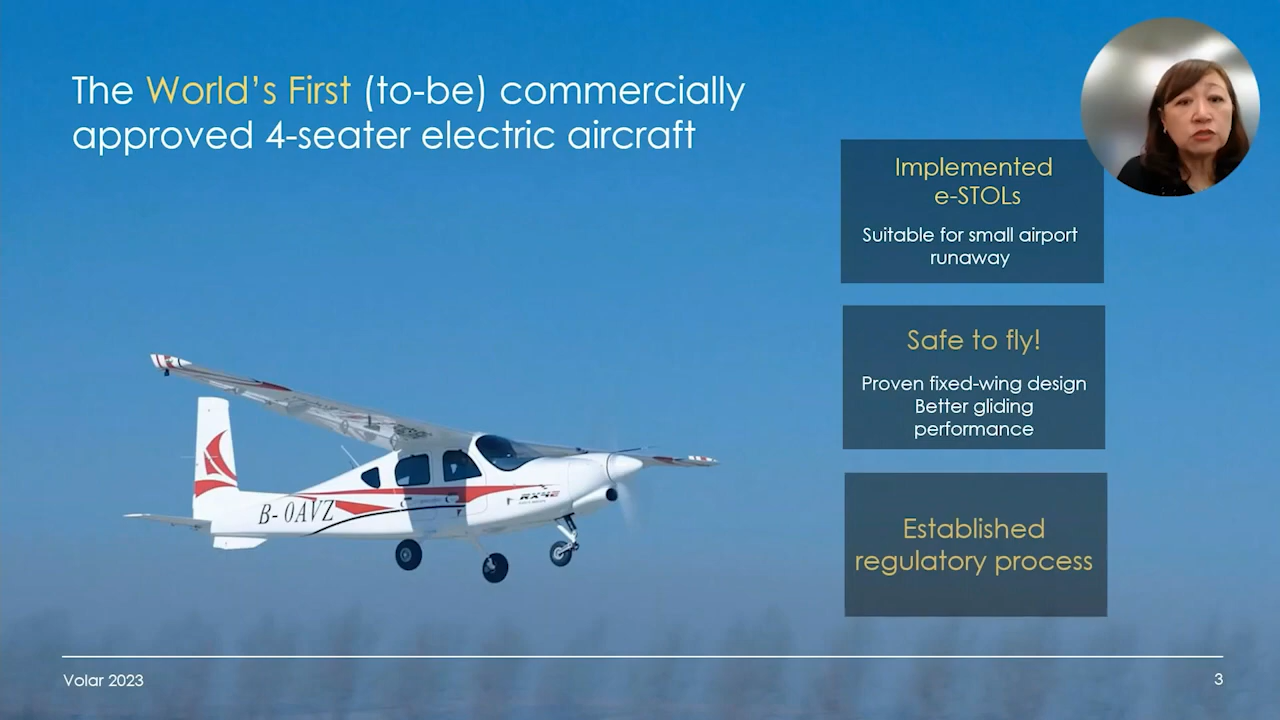 The World's First (to-be) commercially
approved 4-seater electric aircraft
Implemented
e-STOLs
Suitable for small airport
runaway
Safe to fly!
Proven fixed-wing design
Better gliding
performance
Established
regulatory process
B-0AVZ
RX4E
Volar 2023
3